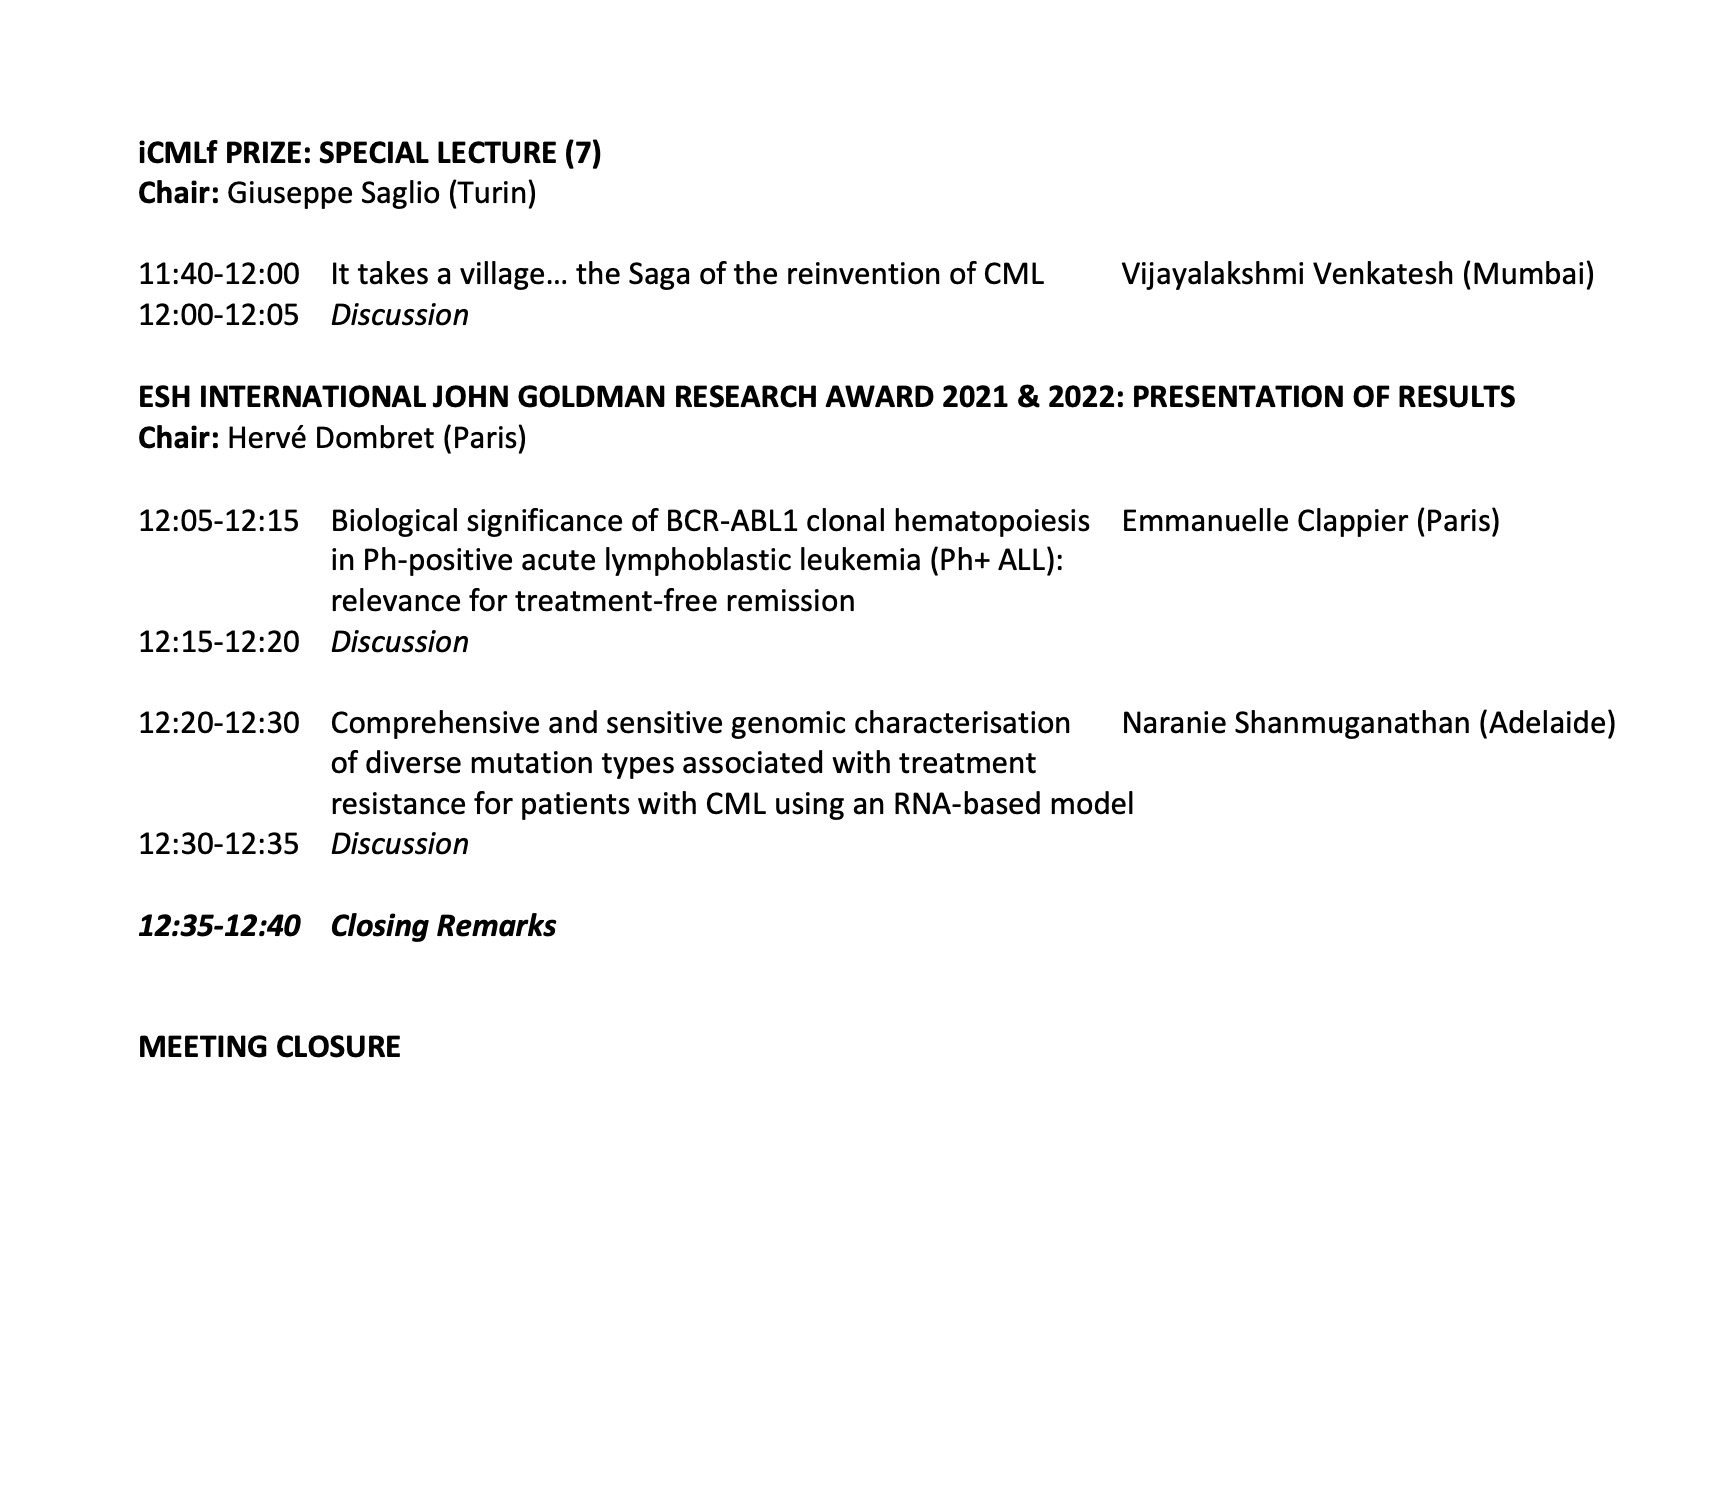 iCMLf PRIZE: SPECIAL LECTURE (7)
Chair: Giuseppe Saglio (Turin)
11:40-12:00 It takes a village… the Saga of the reinvention of CML Vijayalakshmi Venkatesh (Mumbai)
12:00-12:05 Discussion
ESH INTERNATIONAL JOHN GOLDMAN RESEARCH AWARD 2021 & 2022: PRESENTATION OF RESULTS
Chair: Hervé Dombret (Paris)
12:05-12:15 Biological significance of BCR-ABL1 clonal hematopoiesis Emmanuelle Clappier (Paris)
in Ph-positive acute lymphoblastic leukemia (Ph+ ALL):
relevance for treatment-free remission
12:15-12:20 Discussion
12:20-12:30 Comprehensive and sensitive genomic characterisation Naranie Shanmuganathan (Adelaide)
of diverse mutation types associated with treatment
resistance for patients with CML using an RNA-based model
12:30-12:35 Discussion
12:35-12:40 Closing Remarks
MEETING CLOSURE